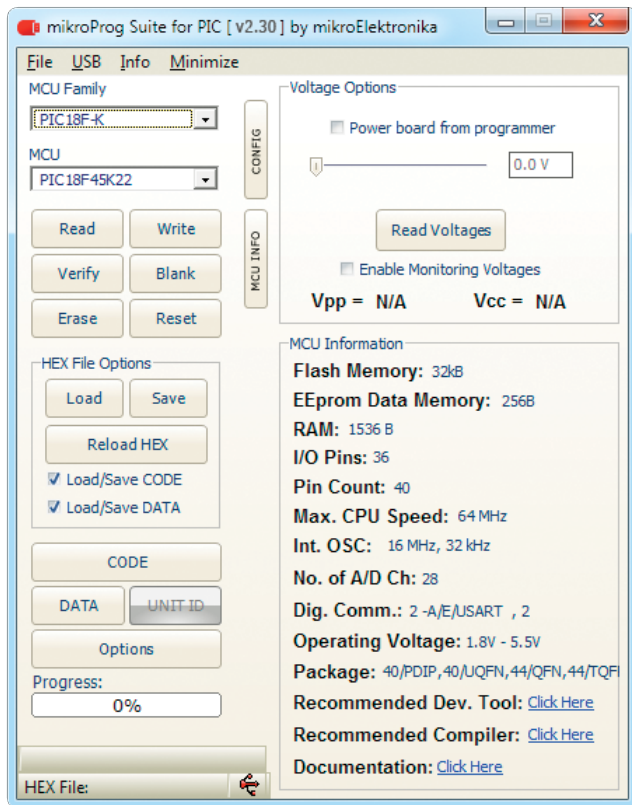 mikroProg Suite for PIC [ v2.30 ] by mikroElektronika
File USB Info Minimize
MCU Family
PIC18F-K
MCU
PIC18F45K22
Read Write
Verify Blank
Erase Reset
HEX File Options
Load Save
Reload HEX
Load/Save CODE
Load/Save DATA
CODE
DATA UNIT ID
Options
Progress:
0%
HEX File:
CONFIG
MCU INFO
Voltage Options
Power board from programmer
0.0 V
Read Voltages
Enable Monitoring Voltages
Vpp = N/A Vcc = N/A
MCU Information
Flash Memory: 32kB
EEprom Data Memory: 256B
RAM: 1536 B
I/O Pins: 36
Pin Count: 40
Max. CPU Speed: 64 MHz
Int. OSC: 16 MHz, 32 kHz
No. of A/D Ch: 28
Dig. Comm.: 2 -A/E/USART , 2
Operating Voltage: 1.8V - 5.5V
Package: 40/PDIP,40/UQFN,44/QFN,44/TQF
Recommended Dev. Tool: Click Here
Recommended Compiler: Click Here
Documentation: Click Here